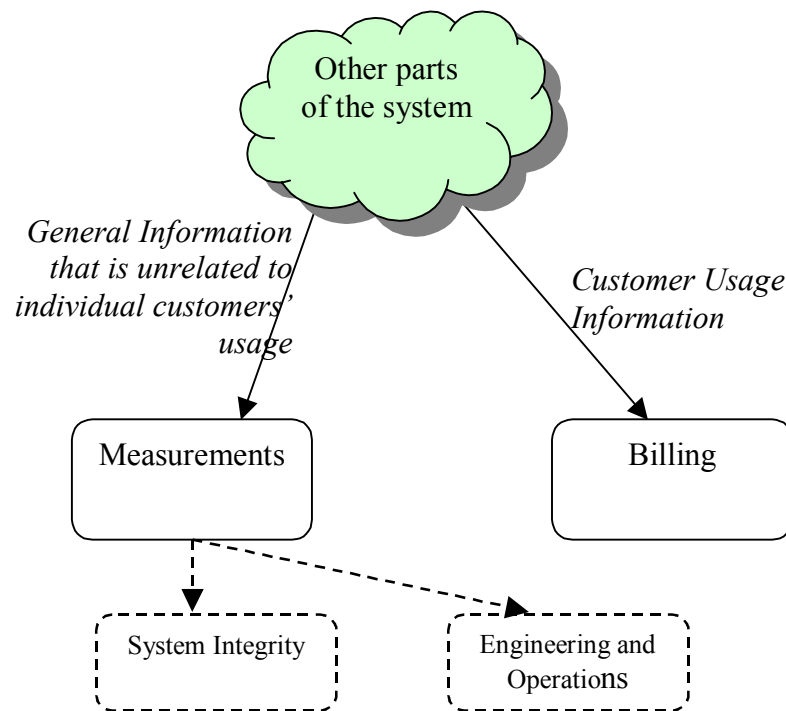 Other parts
of the system
General Information
that is unrelated to
individual customers’
usage
Customer Usage
Information
Measurements
Billing
System Integrity
Engineering and
Operations